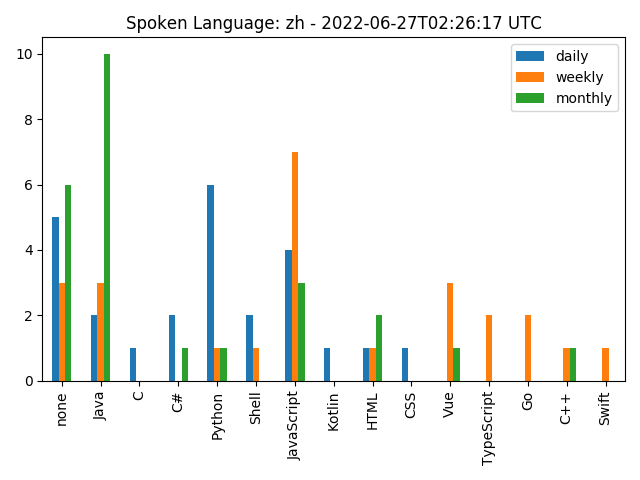 Spoken Language: zh - 2022-06-27T02:26:17 UTC
daily
weekly
monthly
10
8
6
4
2
0
none
Java
C
C#
Python
Shell
JavaScript
Kotlin
HTML
CSS
Vue
TypeScript
Go
C++
Swift